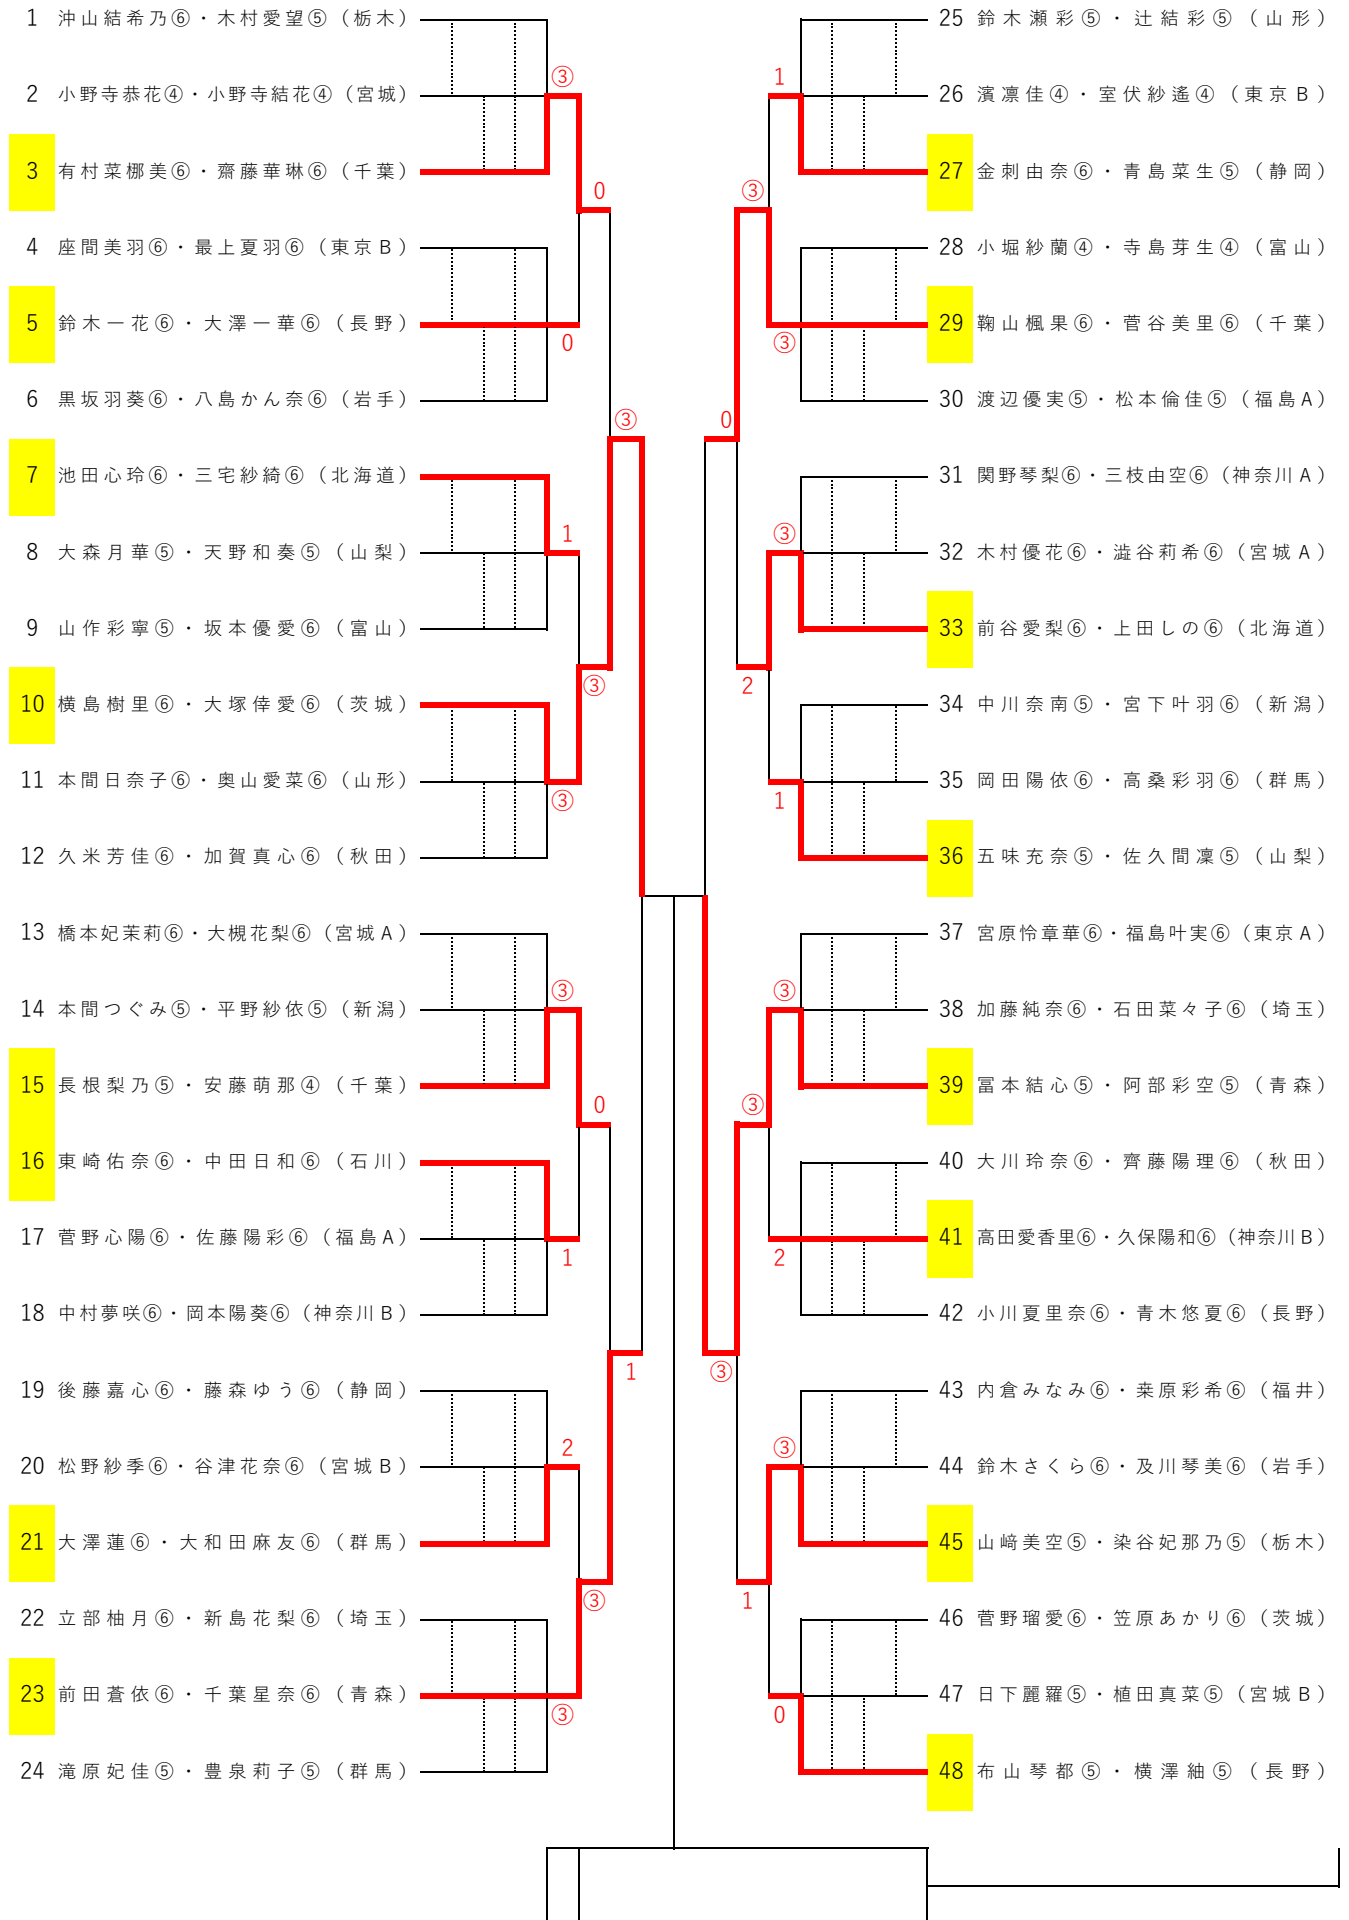 1 沖山結希乃⑥・木村愛望⑤（栃木）
2 小野寺恭花④・小野寺結花④（宮城）
③
3 有村菜梛美⑥・齋藤華琳⑥（千葉）
0
4 座間美羽⑥・最上夏羽⑥（東京Ｂ）
5 鈴木一花⑥・大澤一華⑥（長野）
0
6 黒坂羽葵⑥・八島かん奈⑥（岩手）
③
7 池田心玲⑥・三宅紗綺⑥（北海道）
1
8 大森月華⑤・天野和奏⑤（山梨）
9 山作彩寧⑤・坂本優愛⑥（富山）
③
10 横島樹里⑥・大塚倖愛⑥（茨城）
11 本間日奈子⑥・奥山愛菜⑥（山形）
③
12 久米芳佳⑥・加賀真心⑥（秋田）
13 橋本妃茉莉⑥・大槻花梨⑥（宮城Ａ）
③
14 本間つぐみ⑤・平野紗依⑤（新潟）
15 長根梨乃⑤・安藤萌那④（千葉）
0
16 東崎佑奈⑥・中田日和⑥（石川）
17 菅野心陽⑥・佐藤陽彩⑥（福島Ａ）
1
18 中村夢咲⑥・岡本陽葵⑥（神奈川Ｂ）
1
19 後藤嘉心⑥・藤森ゆう⑥（静岡）
2
20 松野紗季⑥・谷津花奈⑥（宮城Ｂ）
21 大澤蓮⑥・大和田麻友⑥（群馬）
③
22 立部柚月⑥・新島花梨⑥（埼玉）
23 前田蒼依⑥・千葉星奈⑥（青森）
③
24 滝原妃佳⑤・豊泉莉子⑤（群馬）
25 鈴木瀬彩⑤・辻結彩⑤（山形）
1
26 濱凛佳④・室伏紗遙④（東京Ｂ）
27 金刺由奈⑥・青島菜生⑤（静岡）
③
28 小堀紗蘭④・寺島芽生④（富山）
29 鞠山楓果⑥・菅谷美里⑥（千葉）
③
30 渡辺優実⑤・松本倫佳⑤（福島Ａ）
0
31 関野琴梨⑥・三枝由空⑥（神奈川Ａ）
③
32 木村優花⑥・澁谷莉希⑥（宮城Ａ）
33 前谷愛梨⑥・上田しの⑥（北海道）
2
34 中川奈南⑤・宮下叶羽⑥（新潟）
35 岡田陽依⑥・高桑彩羽⑥（群馬）
1
36 五味充奈⑤・佐久間凜⑤（山梨）
37 宮原怜章華⑥・福島叶実⑥（東京Ａ）
③
38 加藤純奈⑥・石田菜々子⑥（埼玉）
39 冨本結心⑤・阿部彩空⑤（青森）
③
40 大川玲奈⑥・齊藤陽理⑥（秋田）
41 高田愛香里⑥・久保陽和⑥（神奈川Ｂ）
2
42 小川夏里奈⑥・青木悠夏⑥（長野）
③
43 内倉みなみ⑥・桒原彩希⑥（福井）
③
44 鈴木さくら⑥・及川琴美⑥（岩手）
45 山﨑美空⑤・染谷妃那乃⑤（栃木）
1
46 菅野瑠愛⑥・笠原あかり⑥（茨城）
47 日下麗羅⑤・植田真菜⑤（宮城Ｂ）
0
48 布山琴都⑤・横澤紬⑤（長野）